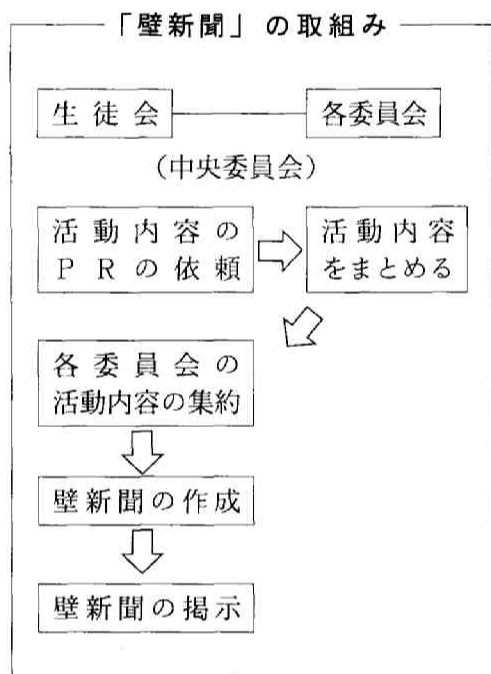 「壁新聞」の取組み
生徒会
各委員会
(中央委員会)
活動内容の
PRの依頼
活動内容
をまとめる
各委員会の
活動内容の集約
壁新聞の作成
壁新聞の掲示